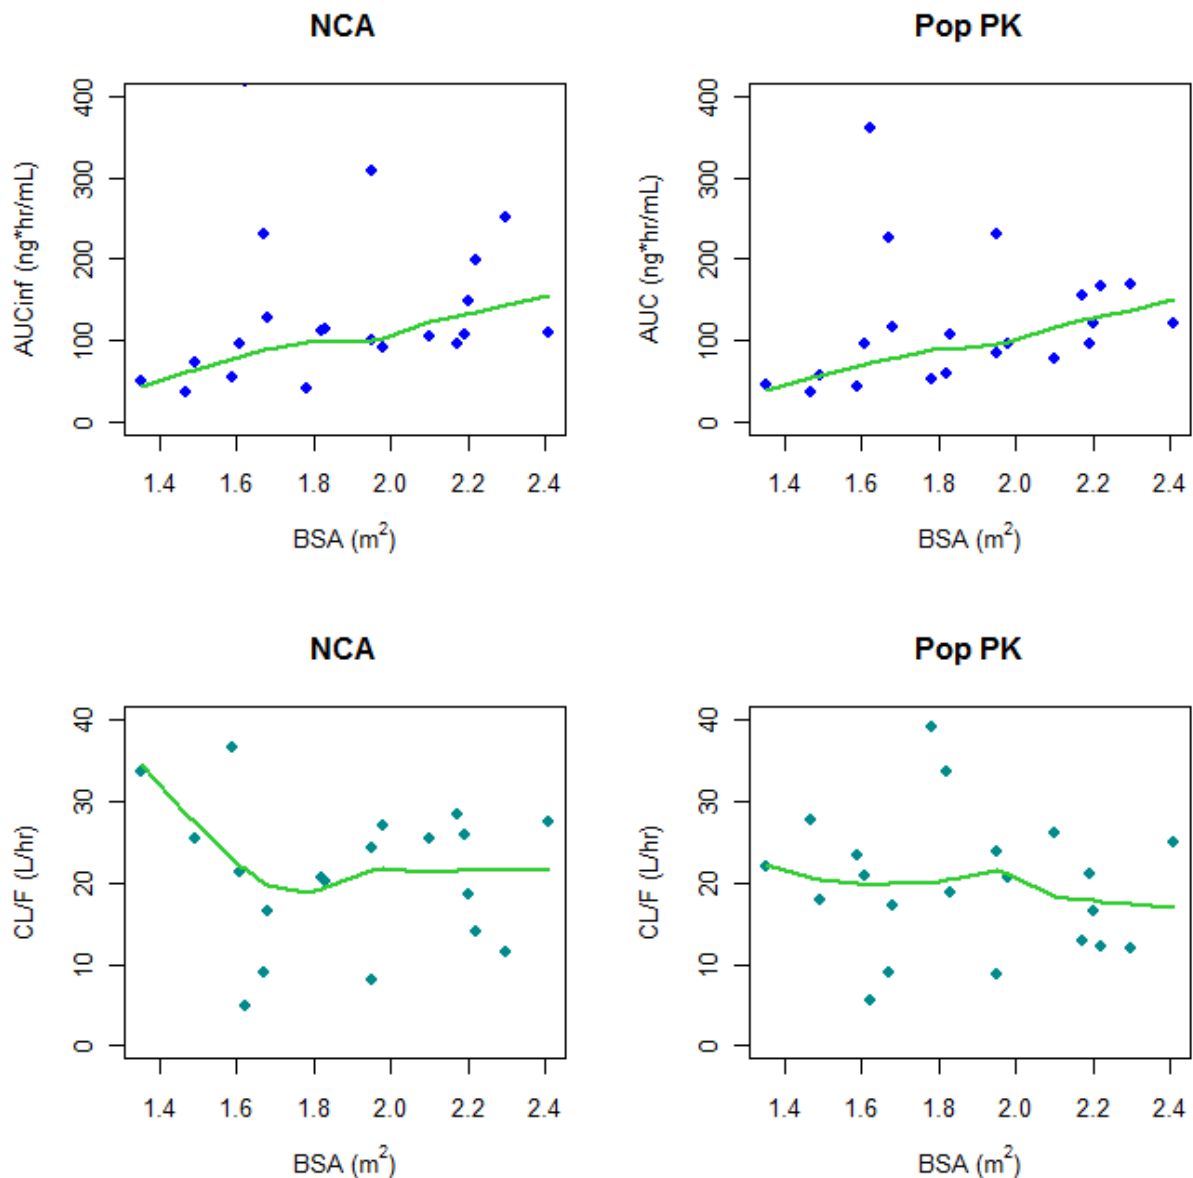 NCA
AUCinf (ng*hr/mL)
400
300
200
100
0
1.4 1.6 1.8 2.0 2.2 2.4
BSA (m²)
Pop PK
AUC (ng*hr/mL)
400
300
200
100
0
1.4 1.6 1.8 2.0 2.2 2.4
BSA (m²)
NCA
CL/F (L/hr)
40
30
20
10
0
1.4 1.6 1.8 2.0 2.2 2.4
BSA (m²)
Pop PK
CL/F (L/hr)
40
30
20
10
0
1.4 1.6 1.8 2.0 2.2 2.4
BSA (m²)